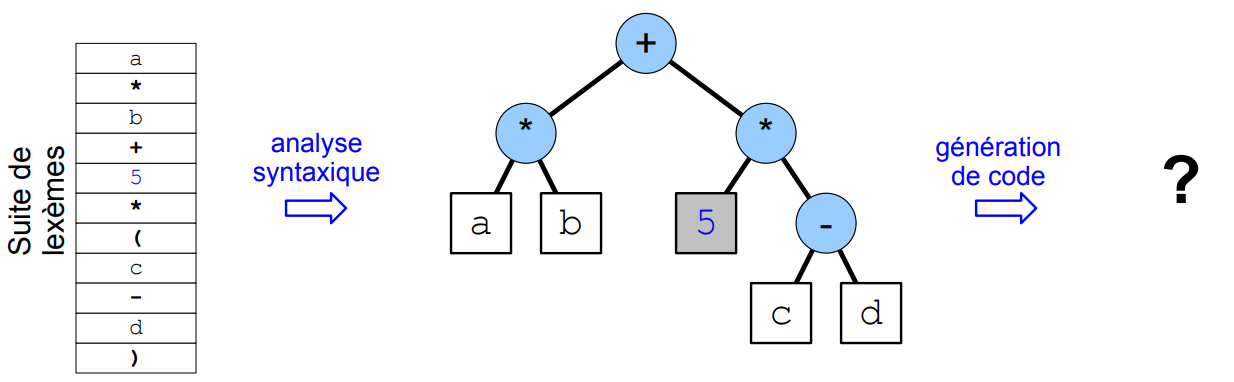 Suite de
lexèmes
a
*
b
+
5
*
(
c
-
d
)
analyse
syntaxique
+
*
*
a
b
5
-
c
d
génération
de code
?